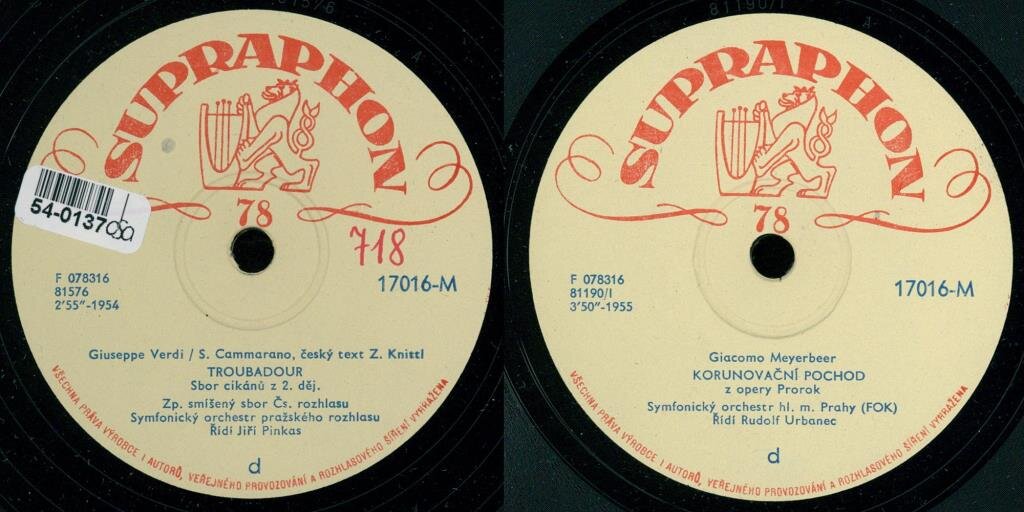 SUPRAPHON
78
54-0137
718
17016-M
F 078316
81576
2'55"-1954
Giuseppe Verdi / S. Cammarano, český text Z. Knittl
TROUBADOUR
Sbor cikánů z 2. děj.
Zp. smíšený sbor Čs. rozhlasu
Symfonický orchestr pražského rozhlasu
Řídí Jiří Pinkas
d
VŠECHNA PRÁVA VÝROBCE I AUTORŮ, VEŘEJNÉHO PROVOZOVÁNÍ A ROZHLASOVÉHO ŠÍŘENÍ VYHRAŽENA
81190/I
SUPRAPHON
78
17016-M
F 078316
81190/I
3'50"-1955
Giacomo Meyerbeer
KORUNOVAČNÍ POCHOD
z opery Prorok
Symfonický orchestr hl. m. Prahy (FOK)
Řídí Rudolf Urbanec
d
VŠECHNA PRÁVA VÝROBCE I AUTORŮ, VEŘEJNÉHO PROVOZOVÁNÍ A ROZHLASOVÉHO ŠÍŘENÍ VYHRAŽENA